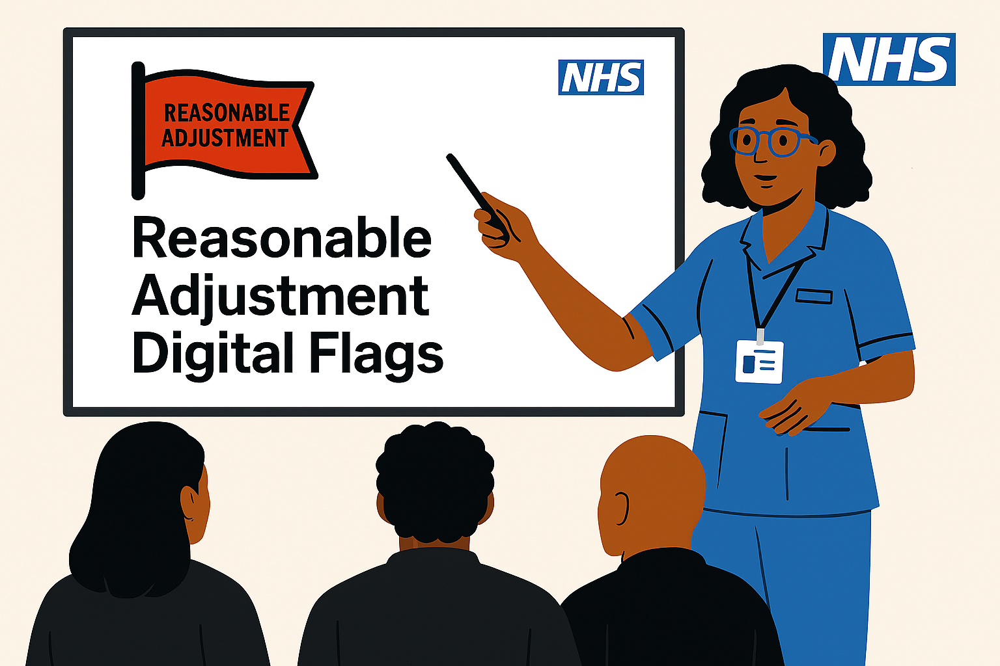 REASONABLE
ADJUSTMENT
NHS
Reasonable
Adjustment
Digital Flags
NHS